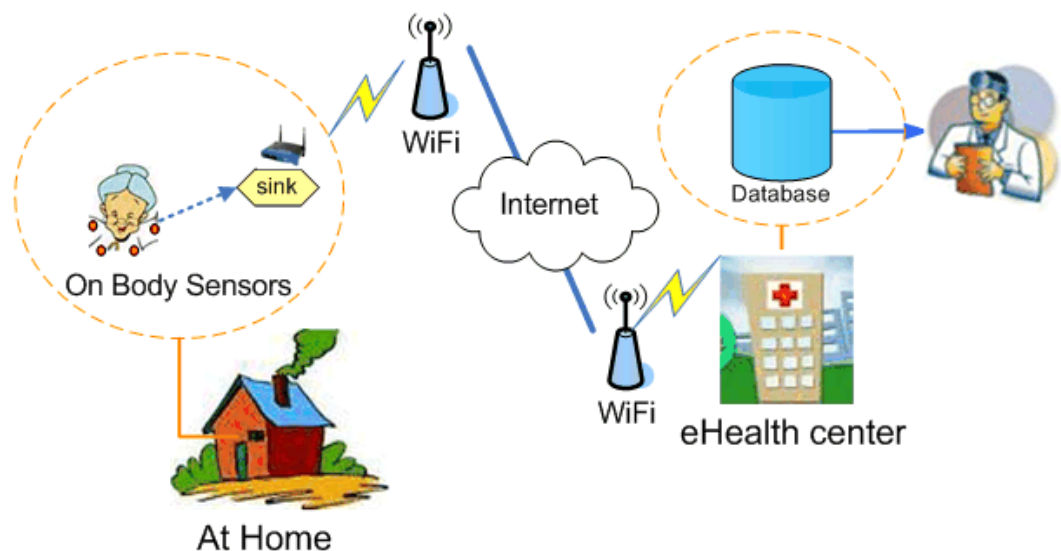 WiFi
sink
On Body Sensors
At Home
Internet
WiFi
Database
eHealth center